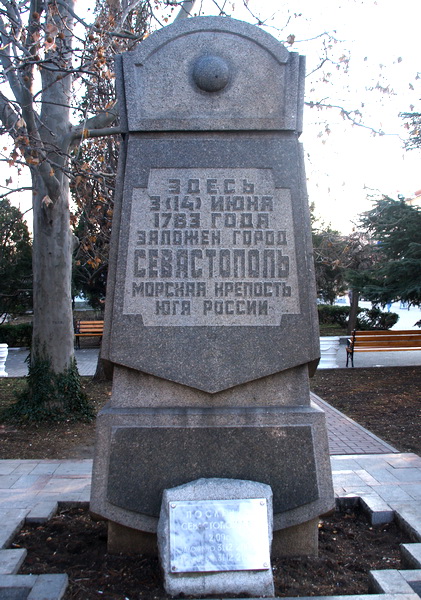 ЗДЕСЬ
3(14) ИЮНЯ
1783 ГОДА
ЗАЛОЖЕН ГОРОД
СЕВАСТОПОЛЬ
МОРСКАЯ КРЕПОСТЬ
ЮГА РОССИИ